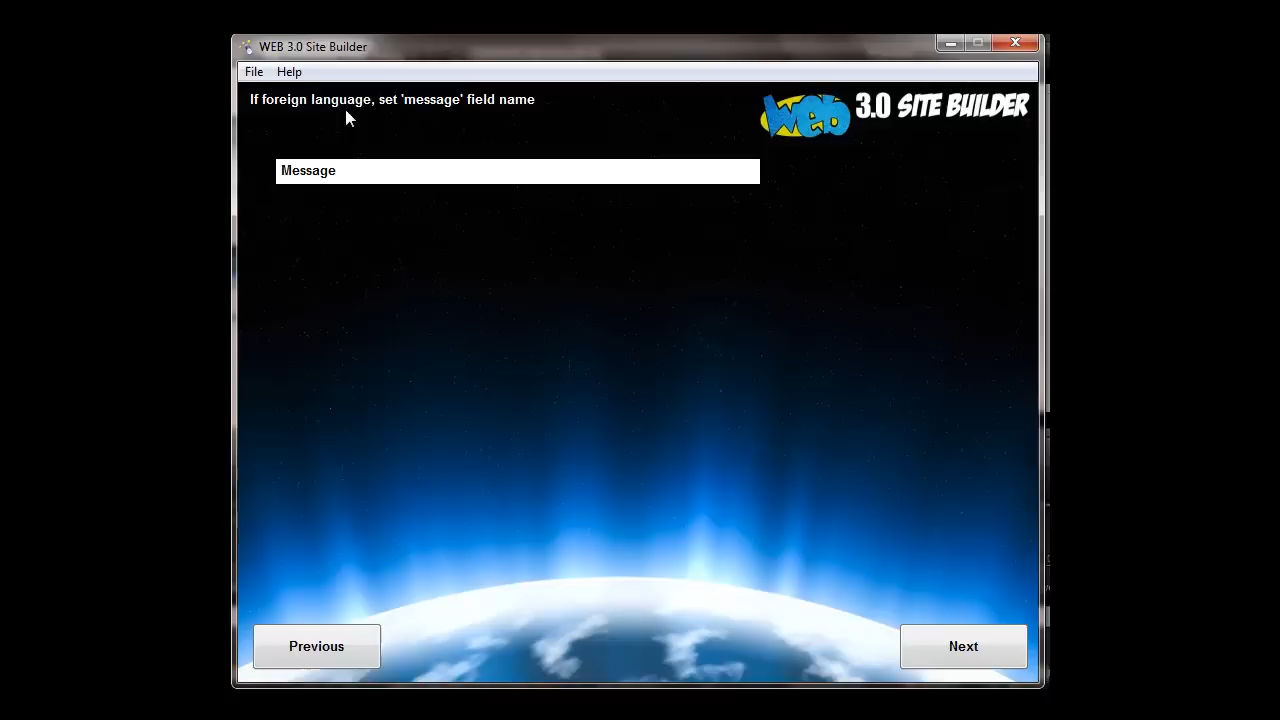 WEB 3.0 Site Builder
File Help
If foreign language, set 'message' field name
Web 3.0 SITE BUILDER
Message
Previous
Next